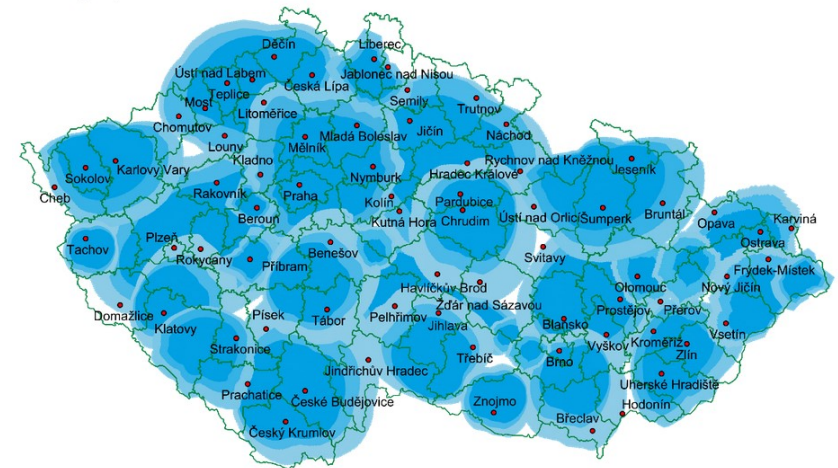 Děčín
Liberec
Ústí nad Labem
Jablonec nad Nisou
Teplice
Česká Lípa
Most
Semily
Litoměřice
Trutnov
Chomutov
Jičín
Mladá Boleslav
Náchod
Louny
Mělník
Kladno
Rychnov nad Kněžnou
Jeseník
Karlovy Vary
Hradec Králové
Sokolov
Nymburk
Cheb
Rakovník
Praha
Kolín
Pardubice
Beroun
Kutná Hora
Chrudim
Ústí nad Orlicí
Šumperk
Bruntál
Opava
Karviná
Plzeň
Ostrava
Tachov
Rokycany
Benešov
Svitavy
Příbram
Frýdek-Místek
Havlíčkův Brod
Olomouc
Nový Jičín
Žďár nad Sázavou
Prostějov
Přerov
Domažlice
Písek
Tábor
Pelhřimov
Klatovy
Jihlava
Blansko
Vsetín
Strakonice
Vyškov
Kroměříž
Třebíč
Zlín
Brno
Jindřichův Hradec
Uherské Hradiště
Prachatice
České Budějovice
Znojmo
Hodonín
Břeclav
Český Krumlov